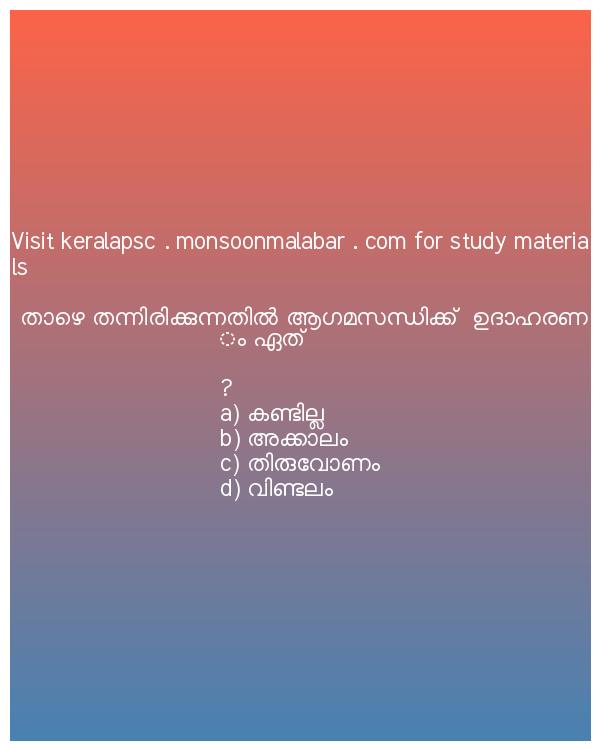 Visit keralapsc . monsoonmalabar . com for study materia
ls
താഴെ തന്നിരിക്കുന്നതിൽ ആഗമസന്ധിക്ക് ഉദാഹരണ
ം ഏത്
?
a) കണ്ടില്ല
b) അക്കാലം
c) തിരുവോണം
d) വിണ്ടലം